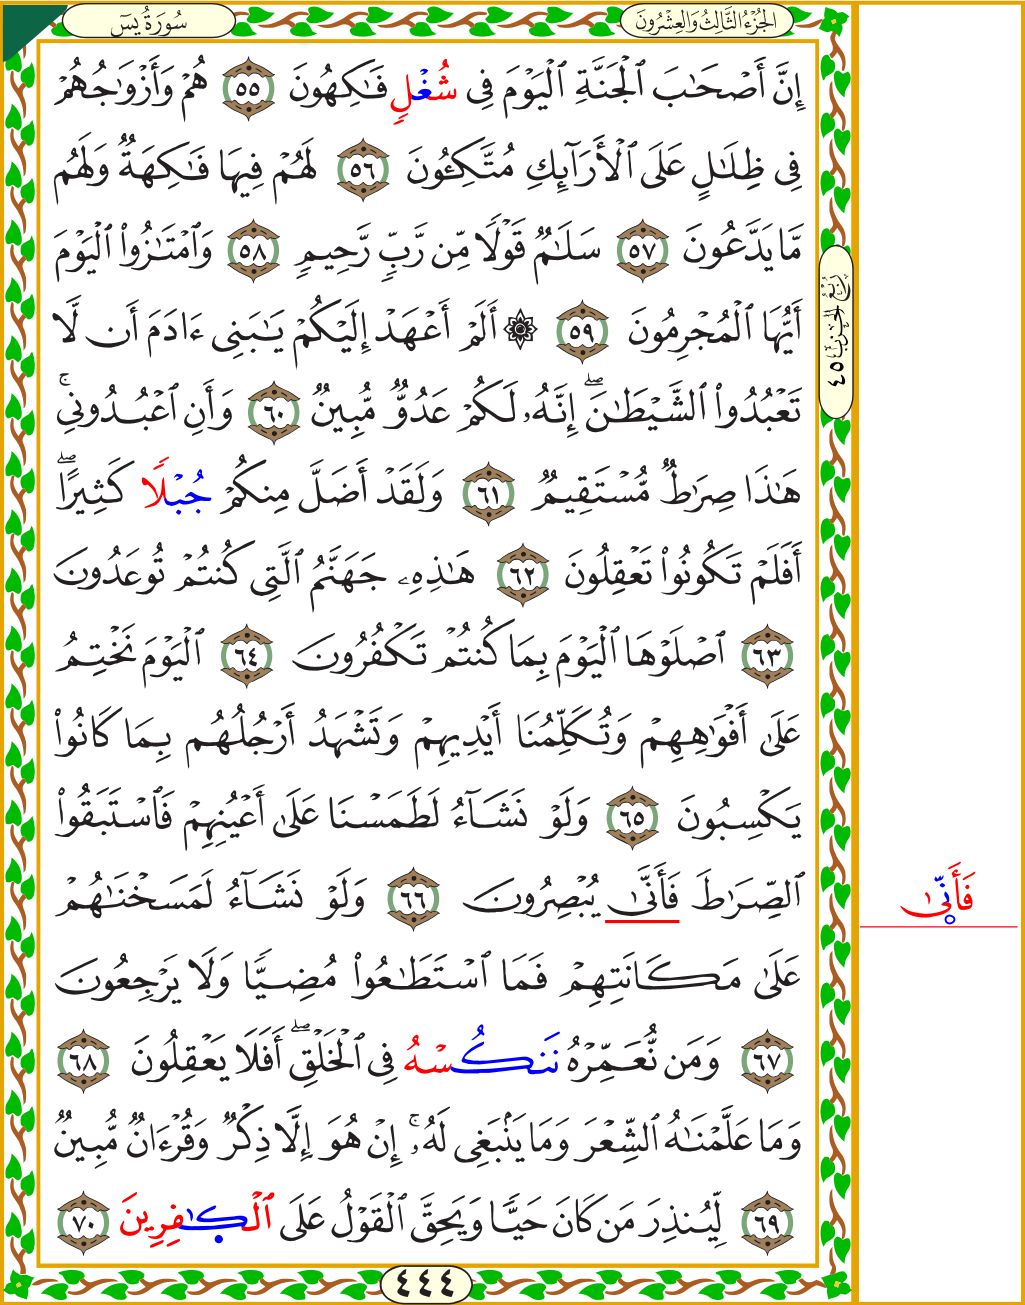 الجُزْءُ الثَّالِثُ وَالعِشْرُونَ
سُورَةُ يسٓ
إِنَّ أَصْحَـٰبَ ٱلْجَنَّةِ ٱلْيَوْمَ فِى شُغْلٍ فَـٰكِهُونَ ٥٥ هُمْ وَأَزْوَٰجُهُمْ
فِى ظِلَـٰلٍ عَلَى ٱلْأَرَآئِكِ مُتَّكِـُٔونَ ٥٦ لَهُمْ فِيهَا فَـٰكِهَةٌ وَلَهُم
مَّا يَدَّعُونَ ٥٧ سَلَـٰمٌ قَوْلًا مِّن رَّبٍّ رَّحِيمٍ ٥٨ وَٱمْتَـٰزُوا۟ ٱلْيَوْمَ
أَيُّهَا ٱلْمُجْرِمُونَ ٥٩ ۞ أَلَمْ أَعْهَدْ إِلَيْكُمْ يَـٰبَنِى ءَادَمَ أَن لَّا
تَعْبُدُوا۟ ٱلشَّيْطَـٰنَ ۖ إِنَّهُۥ لَكُمْ عَدُوٌّ مُّبِينٌ ٦٠ وَأَنِ ٱعْبُدُونِى ۚ
هَـٰذَا صِرَٰطٌ مُّسْتَقِيمٌ ٦١ وَلَقَدْ أَضَلَّ مِنكُمْ جُبْلًا كَثِيرًا ۖ
أَفَلَمْ تَكُونُوا۟ تَعْقِلُونَ ٦٢ هَـٰذِهِۦ جَهَنَّمُ ٱلَّتِى كُنتُمْ تُوعَدُونَ
٦٣ ٱصْلَوْهَا ٱلْيَوْمَ بِمَا كُنتُمْ تَكْفُرُونَ ٦٤ ٱلْيَوْمَ نَخْتِمُ
عَلَىٰٓ أَفْوَٰهِهِمْ وَتُكَلِّمُنَآ أَيْدِيهِمْ وَتَشْهَدُ أَرْجُلُهُم بِمَا كَانُوا۟
يَكْسِبُونَ ٦٥ وَلَوْ نَشَآءُ لَطَمَسْنَا عَلَىٰٓ أَعْيُنِهِمْ فَٱسْتَبَقُوا۟
ٱلصِّرَٰطَ فَأَنَّىٰ يُبْصِرُونَ ٦٦ وَلَوْ نَشَآءُ لَمَسَخْنَـٰهُمْ
عَلَىٰ مَكَانَتِهِمْ فَمَا ٱسْتَطَـٰعُوا۟ مُضِيًّا وَلَا يَرْجِعُونَ
٦٧ وَمَن نُّعَمِّرْهُ نَنكُسْهُ فِى ٱلْخَلْقِ ۖ أَفَلَا يَعْقِلُونَ ٦٨
وَمَا عَلَّمْنَـٰهُ ٱلشِّعْرَ وَمَا يَنۢبَغِى لَهُۥٓ ۚ إِنْ هُوَ إِلَّا ذِكْرٌ وَقُرْءَانٌ مُّبِينٌ
٦٩ لِّيُنذِرَ مَن كَانَ حَيًّا وَيَحِقَّ ٱلْقَوْلُ عَلَى ٱلْكَـٰفِرِينَ ٧٠
رُبْعُ الحِزْبِ ٤٥
فَأَنّىٰ
٤٤٤